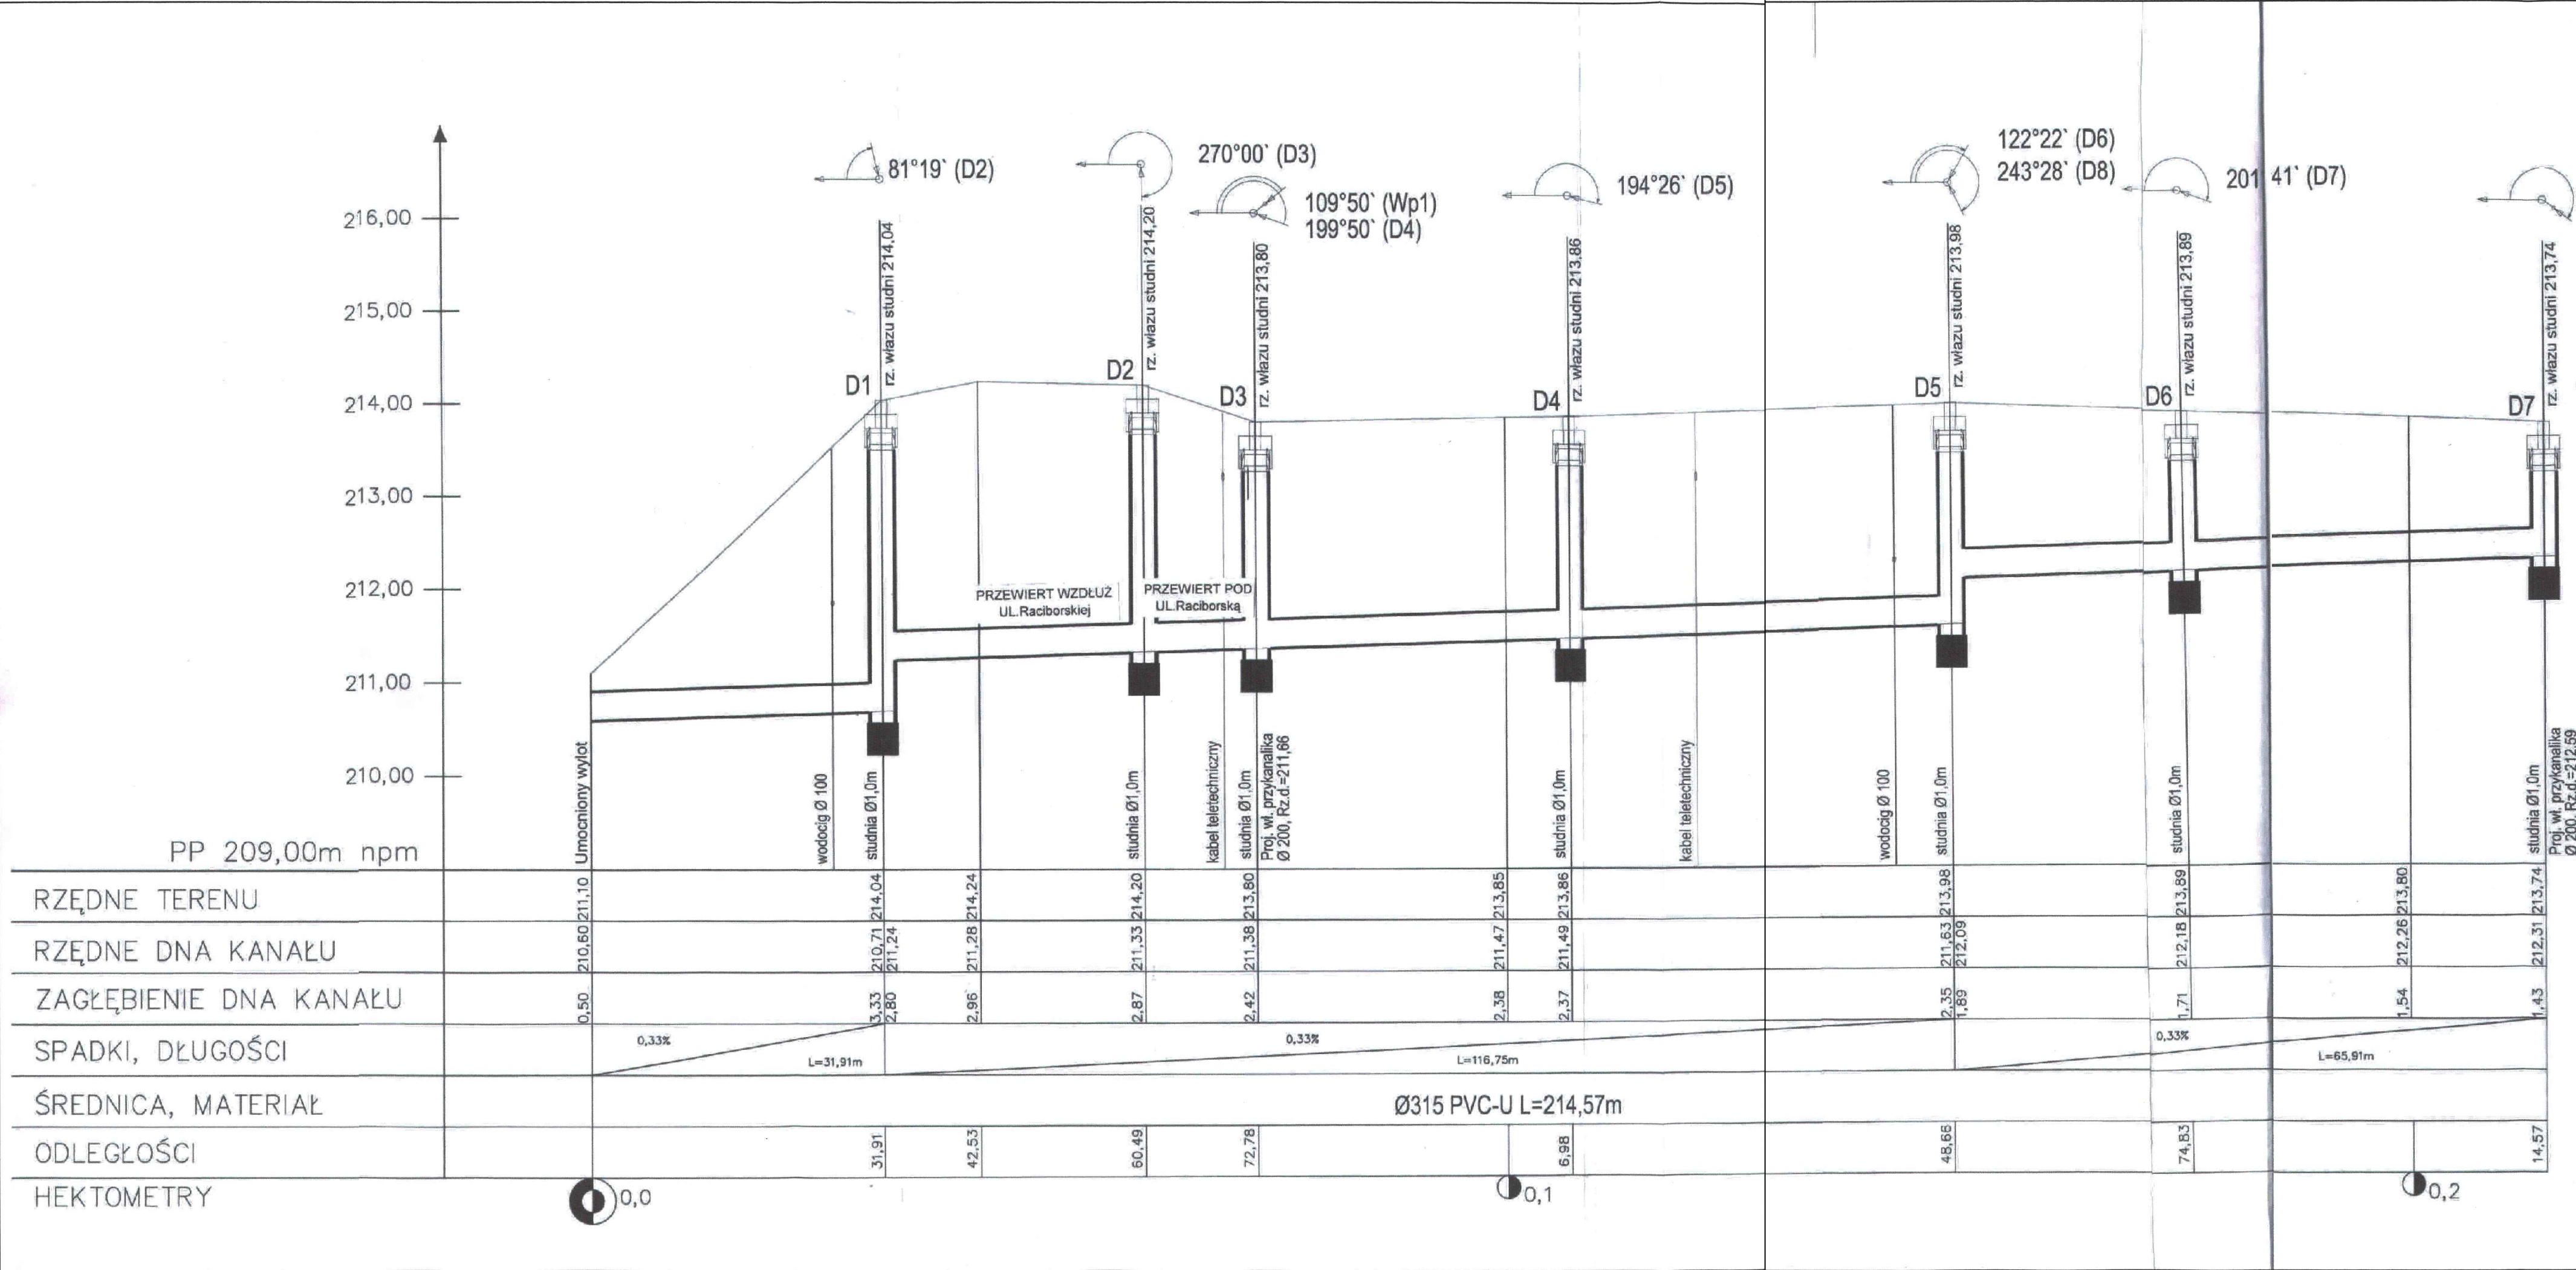 81°19` (D2)
270°00` (D3)
109°50` (Wp1)
199°50` (D4)
194°26` (D5)
122°22` (D6)
243°28` (D8)
201 41` (D7)
216,00
215,00
214,00
213,00
212,00
211,00
210,00
rz. włazu studni 214,04
rz. włazu studni 214,20
rz. włazu studni 213,80
rz. włazu studni 213,86
rz. włazu studni 213,98
rz. włazu studni 213,89
rz. włazu studni 213,74
D1
D2
D3
D4
D5
D6
D7
PRZEWIERT WZDŁUŻ
UL.Raciborskiej
PRZEWIERT POD
UL.Raciborską
Umocniony wylot
wodocig Ø 100
studnia Ø1,0m
studnia Ø1,0m
kabel teletechniczny
studnia Ø1,0m
Proj. wł. przykanalika
Ø 200, Rz.d.=211,66
studnia Ø1,0m
kabel teletechniczny
wodocig Ø 100
studnia Ø1,0m
studnia Ø1,0m
studnia Ø1,0m
Proj. wł. przykanalika
Ø 200, Rz.d.=212,59
PP 209,00m npm
RZĘDNE TERENU 211,10 214,04 214,24 214,20 213,80 213,85 213,86 213,98 213,89 213,80 213,74
RZĘDNE DNA KANAŁU 210,60 210,71 211,24 211,28 211,33 211,38 211,47 211,49 211,63 212,09 212,18 212,26 212,31
ZAGŁĘBIENIE DNA KANAŁU 0,50 3,33 2,80 2,96 2,87 2,42 2,38 2,37 2,35 1,89 1,71 1,54 1,43
SPADKI, DŁUGOŚCI 0,33% L=31,91m 0,33% L=116,75m 0,33% L=65,91m
ŚREDNICA, MATERIAŁ Ø315 PVC-U L=214,57m
ODLEGŁOŚCI 31,91 42,53 60,49 72,78 6,98 48,66 74,83 14,57
HEKTOMETRY 0,0 0,1 0,2